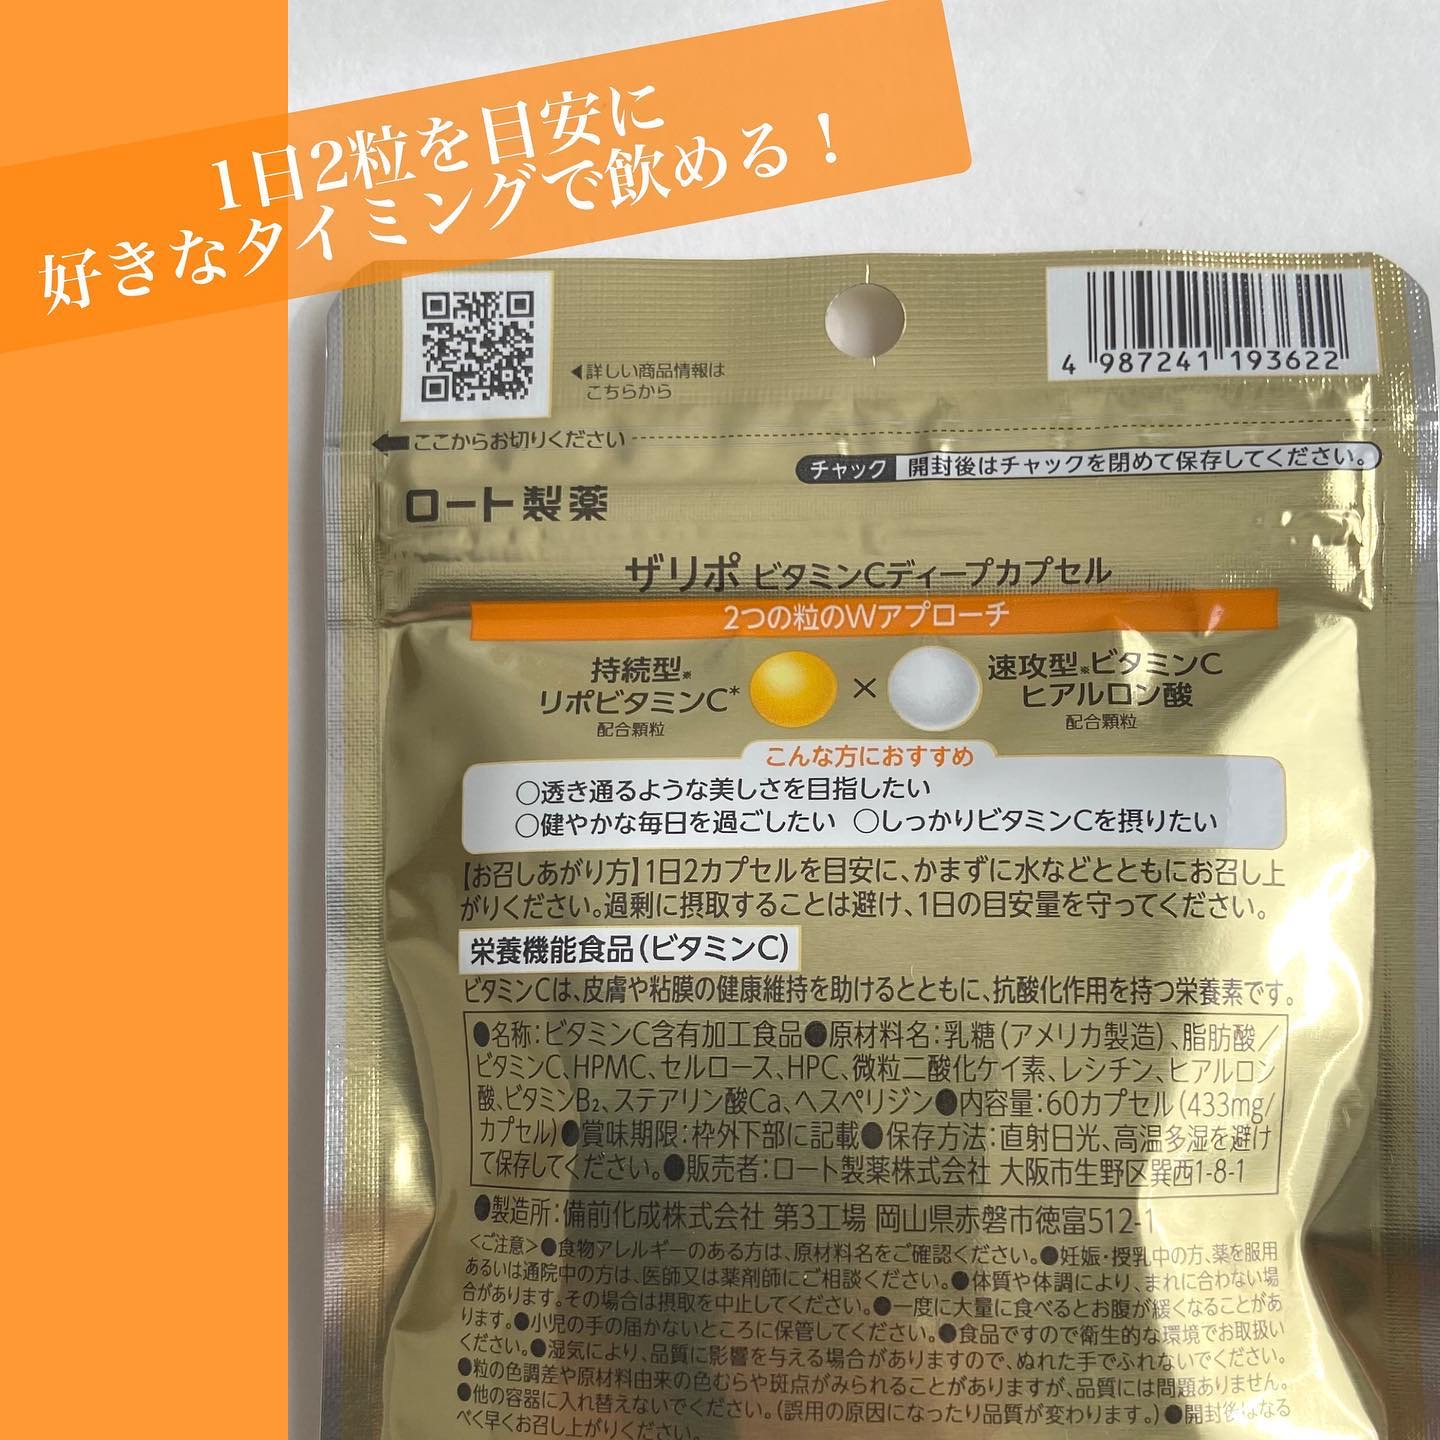 1日2粒を目安に
好きなタイミングで飲める！
◀詳しい商品情報は
こちらから
4 987241 193622
ここからお切りください
チャック 開封後はチャックを閉めて保存してください。
ロート製薬
ザリポ ビタミンCディープカプセル
2つの粒のWアプローチ
持続型※
リポビタミンC*
配合顆粒
×
速攻型※ビタミンC
ヒアルロン酸
配合顆粒
こんな方におすすめ
○透き通るような美しさを目指したい
○健やかな毎日を過ごしたい ○しっかりビタミンCを摂りたい
【お召しあがり方】1日2カプセルを目安に、かまずに水などとともにお召し上
がりください。過剰に摂取することは避け、1日の目安量を守ってください。
栄養機能食品(ビタミンC)
ビタミンCは、皮膚や粘膜の健康維持を助けるとともに、抗酸化作用を持つ栄養素です。
●名称：ビタミンC含有加工食品●原材料名：乳糖(アメリカ製造)、脂肪酸／
ビタミンC、HPMC、セルロース、HPC、微粒二酸化ケイ素、レシチン、ヒアルロン
酸、ビタミンB₂、ステアリン酸Ca、ヘスペリジン●内容量：60カプセル(433mg/
カプセル)●賞味期限：枠外下部に記載●保存方法：直射日光、高温多湿を避け
て保存してください。●販売者：ロート製薬株式会社 大阪市生野区巽西1-8-1
●製造所：備前化成株式会社 第3工場 岡山県赤磐市徳富512-1
＜ご注意＞●食物アレルギーのある方は、原材料名をご確認ください。●妊娠・授乳中の方、薬を服用
あるいは通院中の方は、医師又は薬剤師にご相談ください。●体質や体調により、まれに合わない場
合があります。その場合は摂取を中止してください。●一度に大量に食べるとお腹が緩くなることがあ
ります。●小児の手の届かないところに保管してください。●食品ですので衛生的な環境でお取扱い
ください。●湿気により、品質に影響を与える場合がありますので、ぬれた手でふれないでください。
●粒の色調差や原材料由来の色むらや斑点がみられることがありますが、品質には問題ありません。
●他の容器に入れ替えないでください。(誤用の原因になったり品質が変わります。)●開封後はなる
べく早くお召し上がりください。